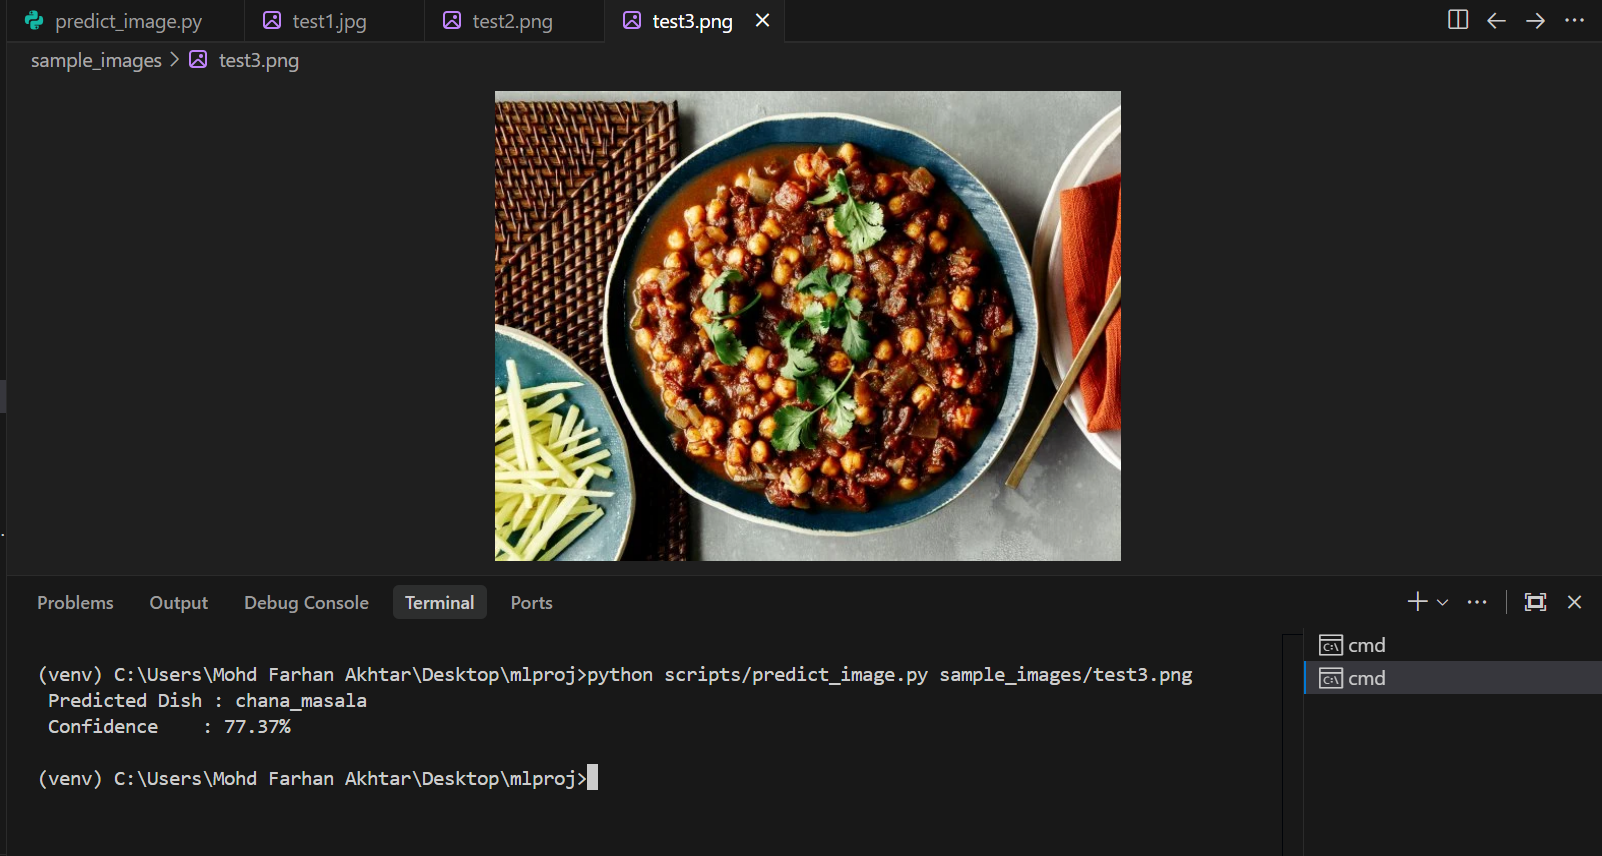 predict_image.py test1.jpg test2.png test3.png
sample_images > test3.png
Problems Output Debug Console Terminal Ports
cmd
cmd
(venv) C:\Users\Mohd Farhan Akhtar\Desktop\mlproj>python scripts/predict_image.py sample_images/test3.png
Predicted Dish : chana_masala
Confidence    : 77.37%
(venv) C:\Users\Mohd Farhan Akhtar\Desktop\mlproj>